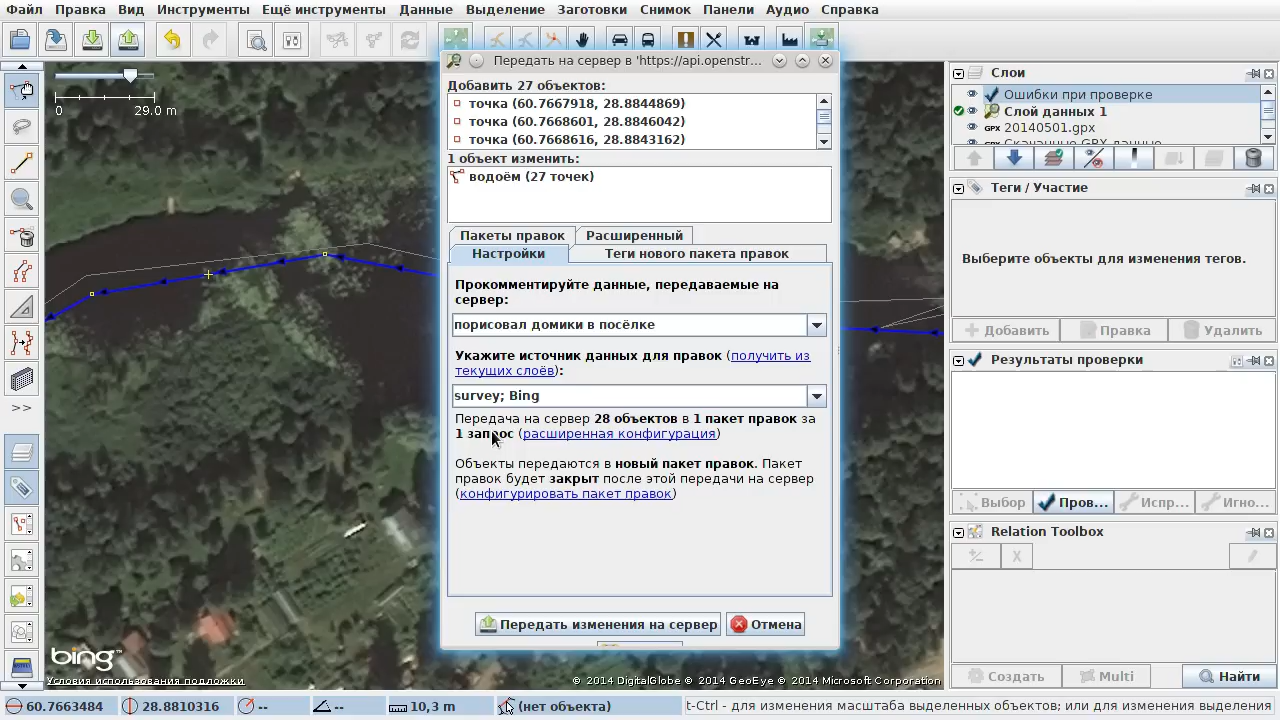 Файл Правка Вид Инструменты Ещё инструменты Данные Выделение Заготовки Снимок Панели Аудио Справка
0 29.0 m
Передать на сервер в 'https://api.openstr...
Добавить 27 объектов:
точка (60.7667918, 28.8844869)
точка (60.7668601, 28.8846042)
точка (60.7668616, 28.8843162)
1 объект изменить:
водоём (27 точек)
Пакеты правок Расширенный
Настройки Теги нового пакета правок
Прокомментируйте данные, передаваемые на
сервер:
порисовал домики в посёлке
Укажите источник данных для правок (получить из
текущих слоёв):
survey; Bing
Передача на сервер 28 объектов в 1 пакет правок за
1 запрос (расширенная конфигурация)
Объекты передаются в новый пакет правок. Пакет
правок будет закрыт после этой передачи на сервер
(конфигурировать пакет правок)
Передать изменения на сервер Отмена
Слои
Ошибки при проверке
Слой данных 1
GPX 20140501.gpx
GPX Скачанные GPX данные
Теги / Участие
Выберите объекты для изменения тегов.
Добавить Правка Удалить
Результаты проверки
Выбор Пров... Испр... Игно...
Relation Toolbox
Создать Multi Найти
>>
bing™
Условия использования подложки
© 2014 DigitalGlobe © 2014 GeoEye © 2014 Microsoft Corporation
60.7663484 28.8810316 -- -- 10,3 m (нет объекта) t-Ctrl - для изменения масштаба выделенных объектов; или для изменения выделения